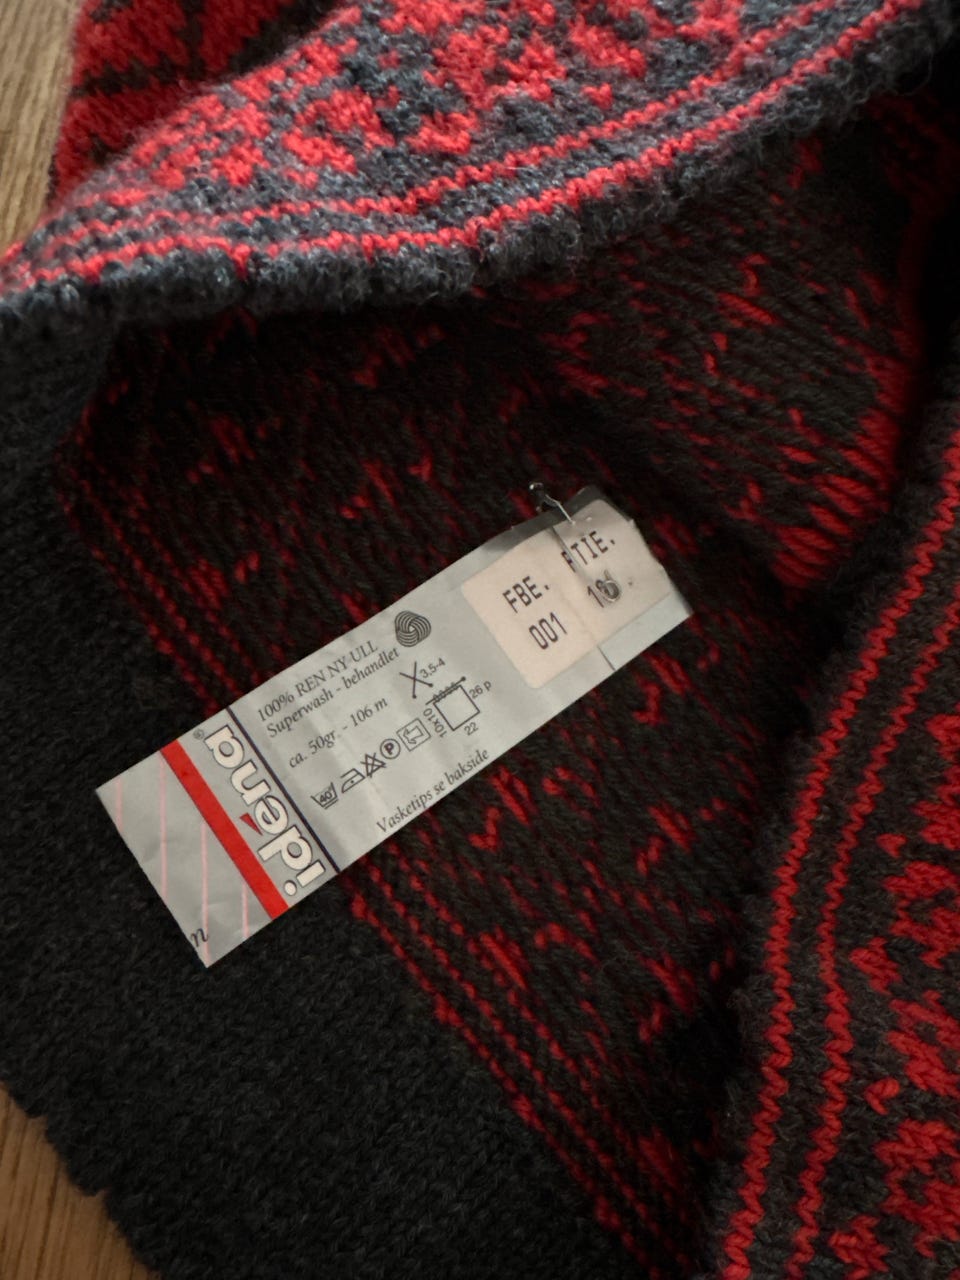 idéna®
100% REN NY ULL
Superwash - behandlet
ca. 50gr. - 106 m
3,5-4
40°
P
10x10
26 p
22
Vasketips se bakside
FBE.
001
n